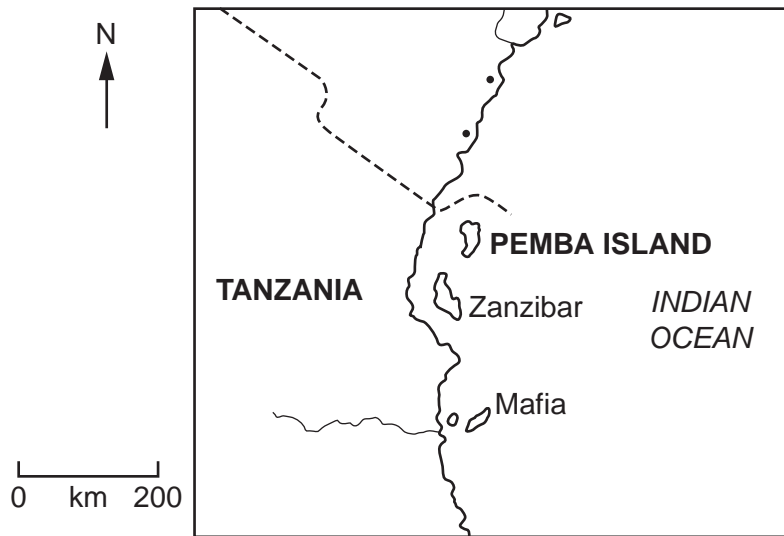 N
PEMBA ISLAND
TANZANIA
Zanzibar
INDIAN
OCEAN
Mafia
0 km 200